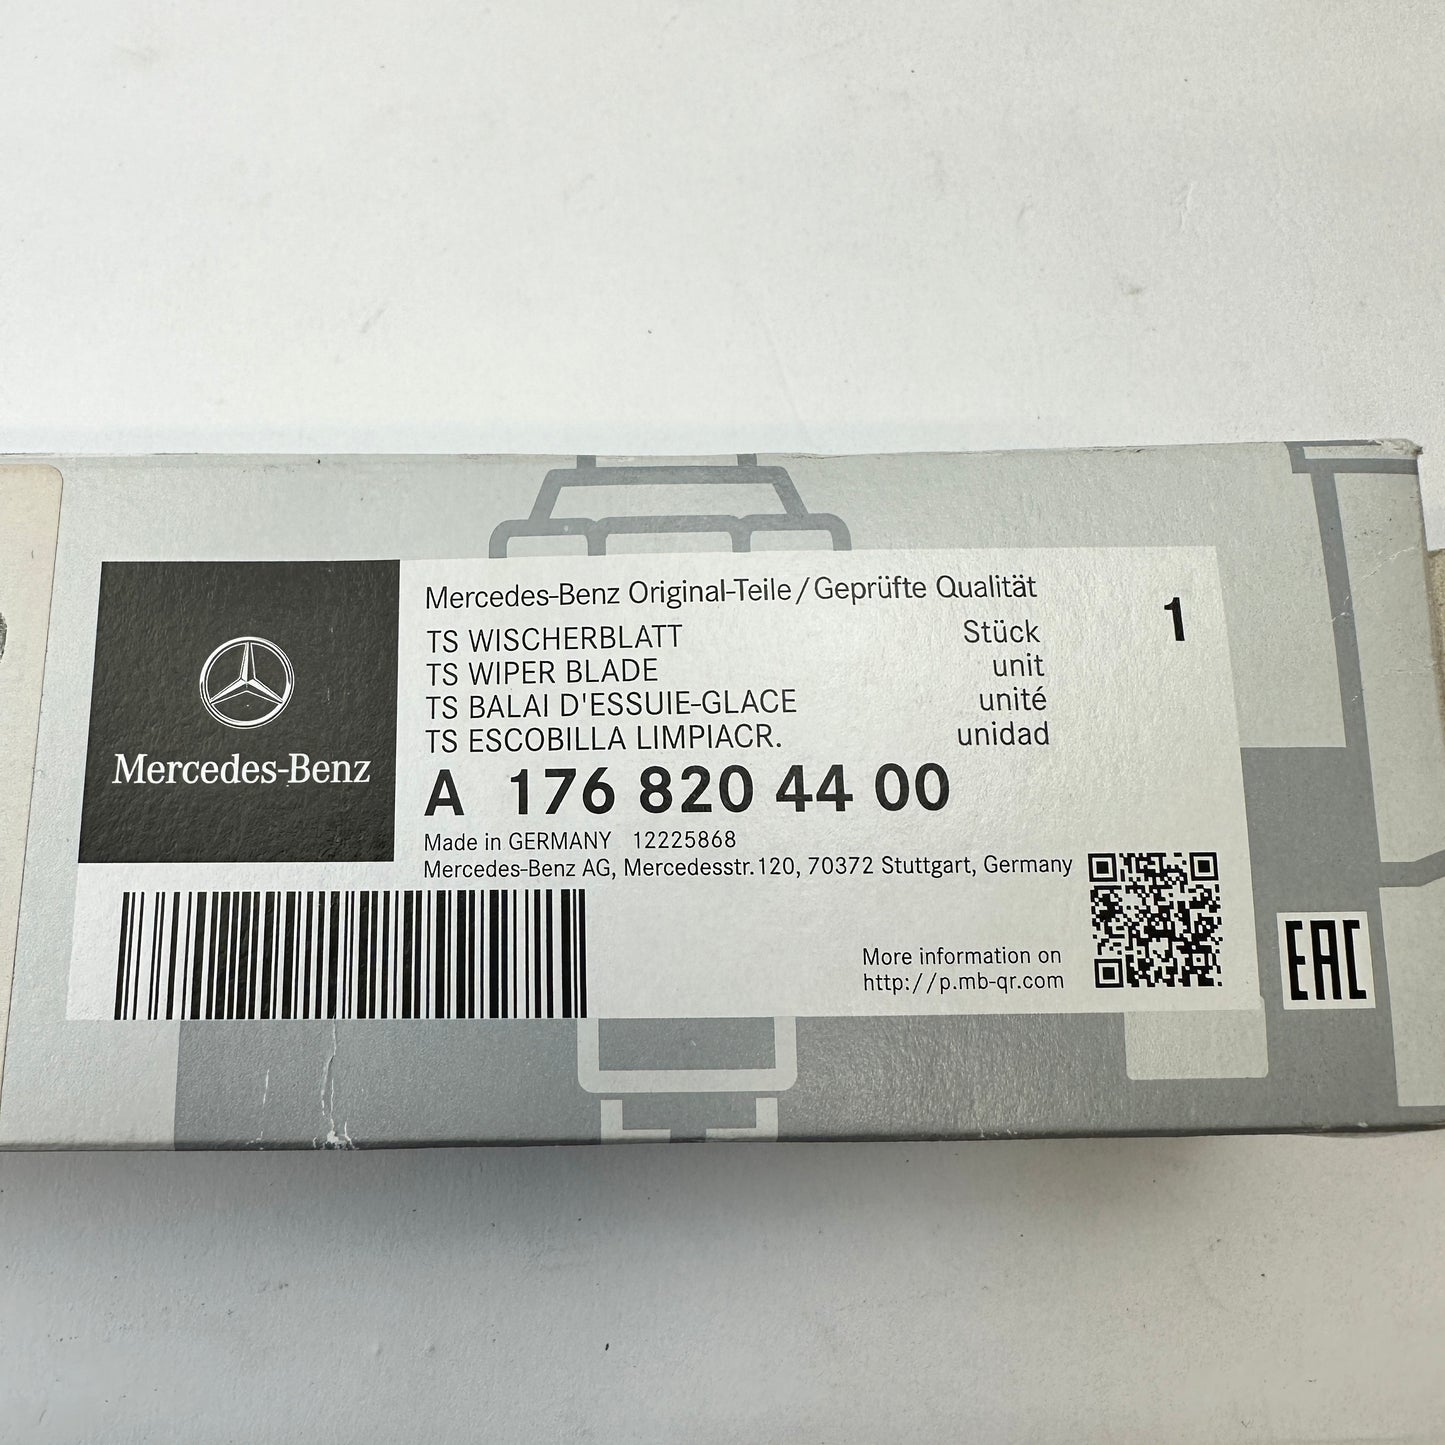 Mercedes-Benz
Mercedes-Benz Original-Teile/Geprüfte Qualität
TS WISCHERBLATT Stück 1
TS WIPER BLADE unit
TS BALAI D'ESSUIE-GLACE unité
TS ESCOBILLA LIMPIACR. unidad
A 176 820 44 00
Made in GERMANY 12225868
Mercedes-Benz AG, Mercedesstr.120, 70372 Stuttgart, Germany
More information on
http://p.mb-qr.com
EAC